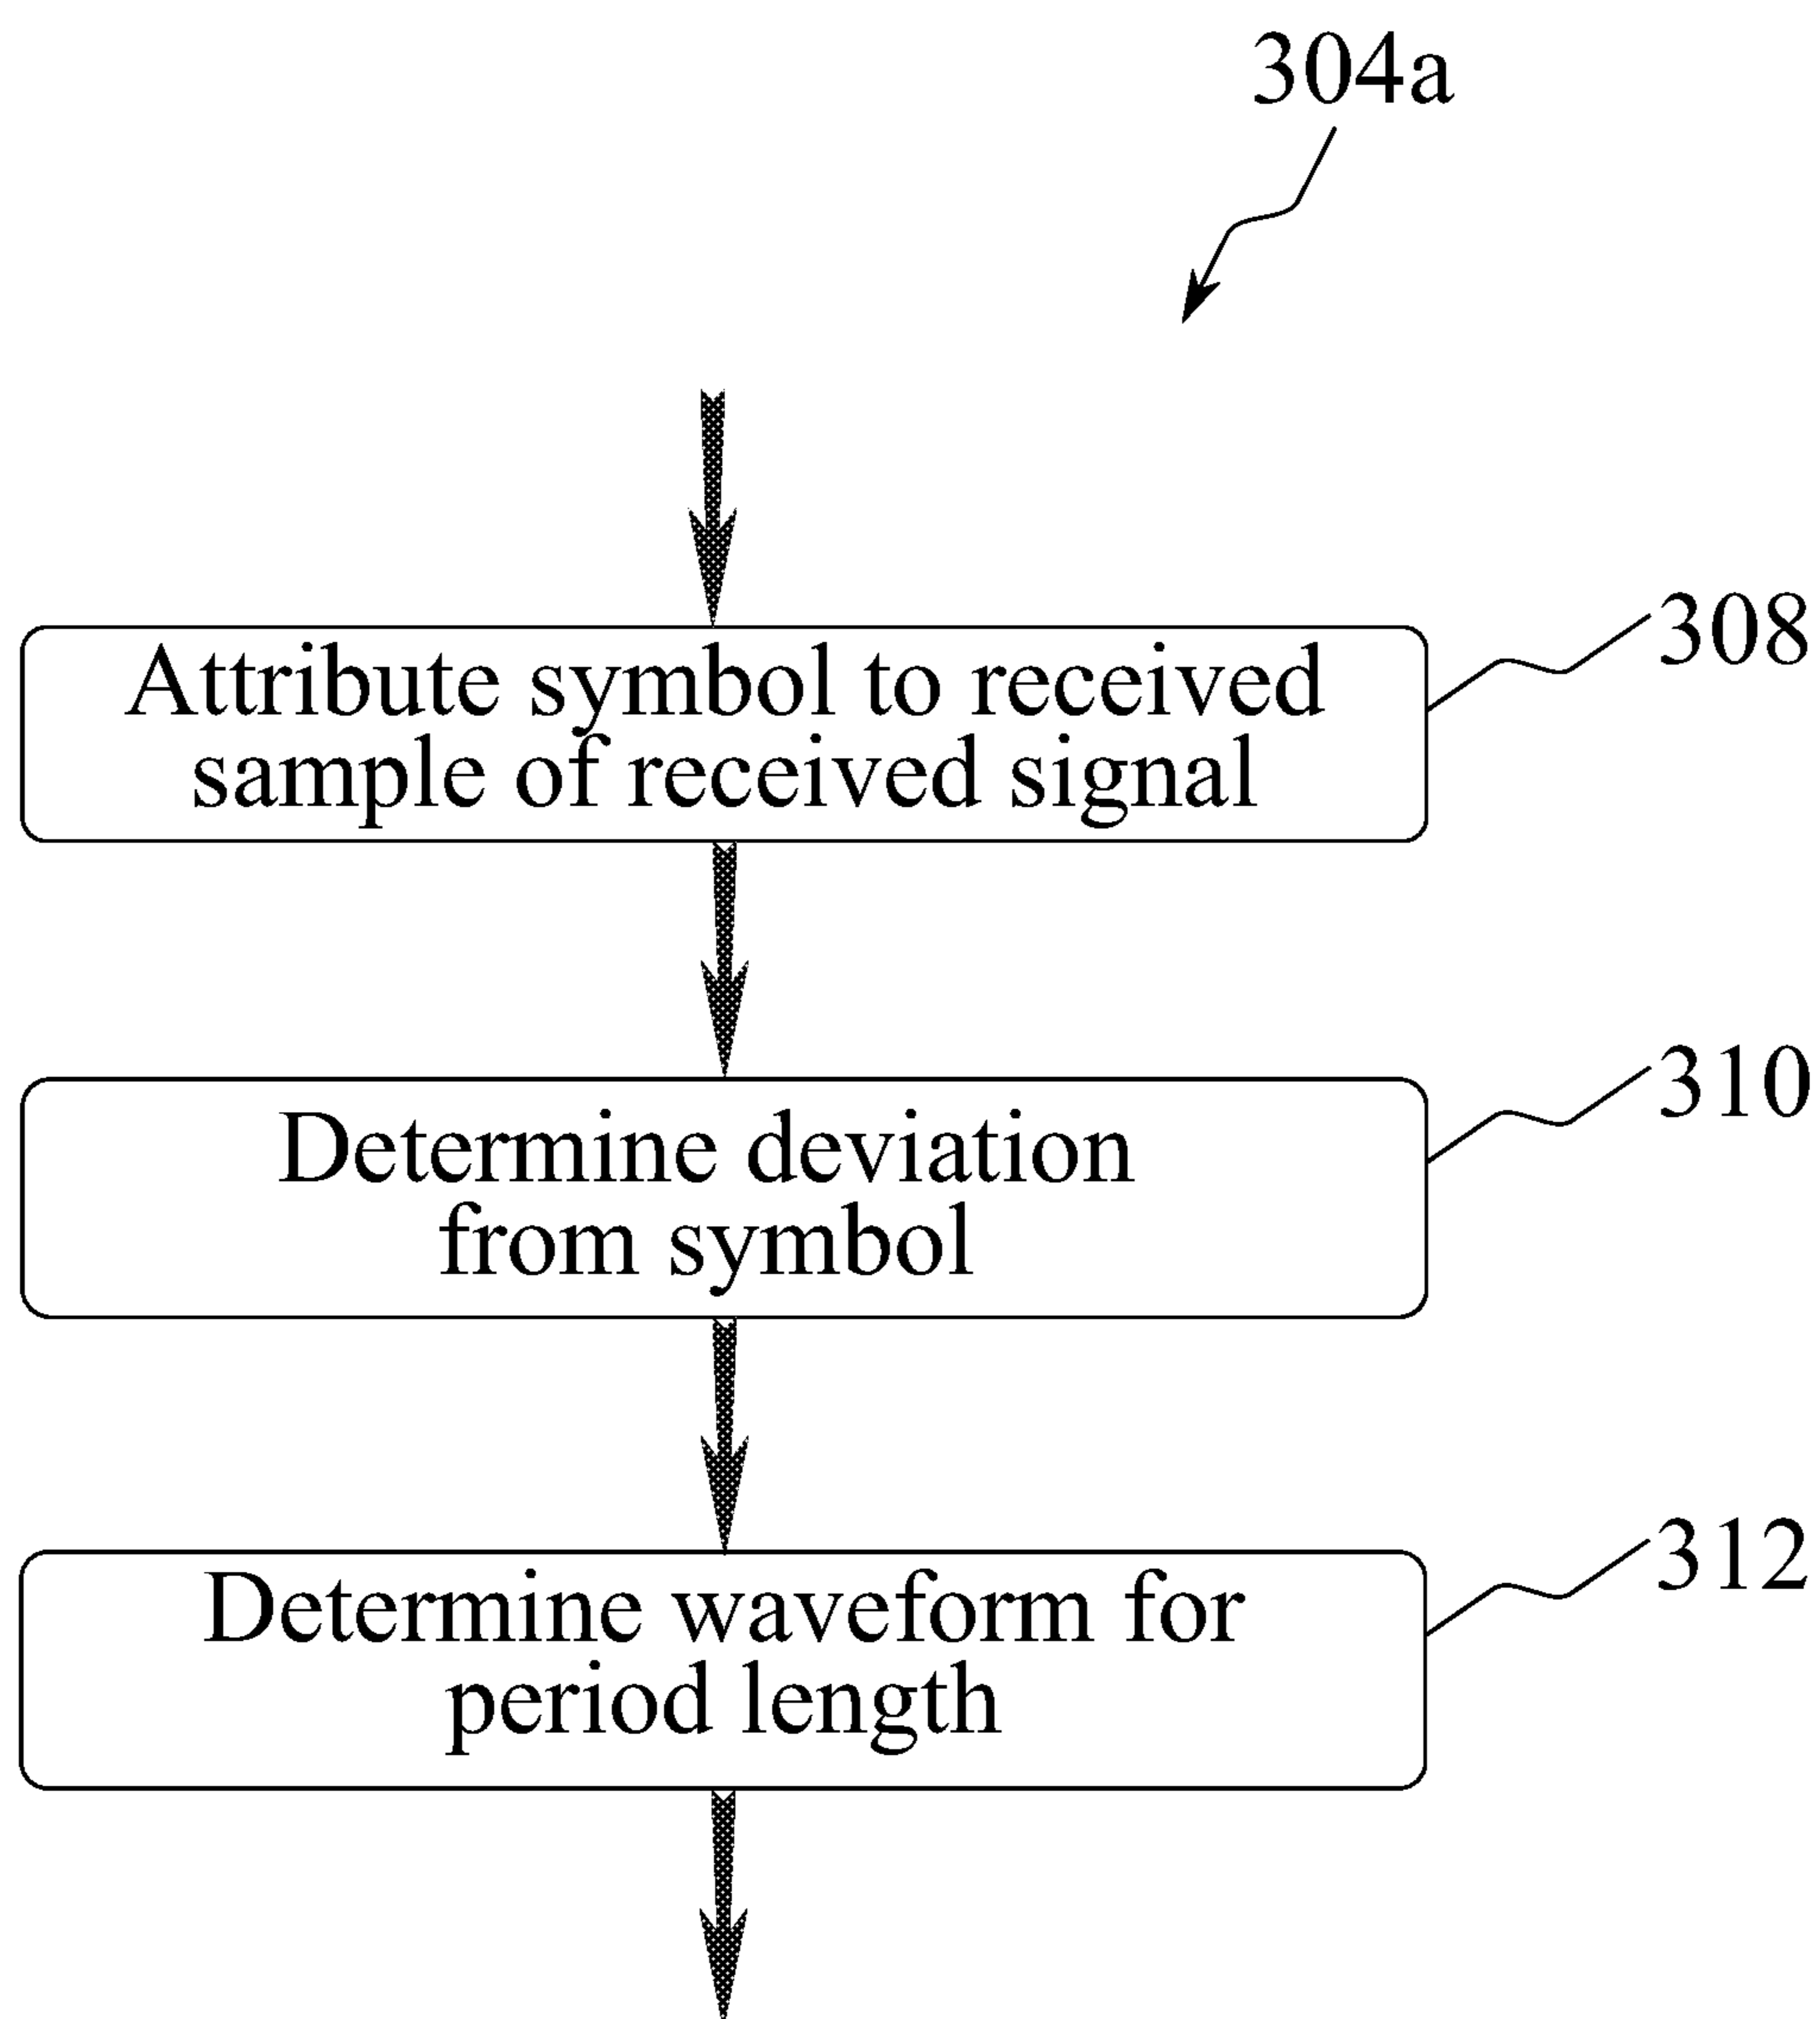 304a
Attribute symbol to received
sample of received signal
308
Determine deviation
from symbol
310
Determine waveform for
period length
312